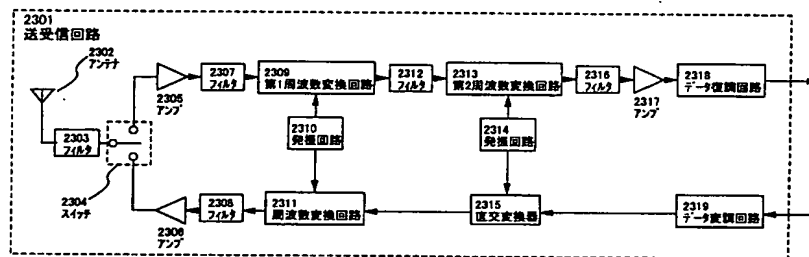 2301
送受信回路
2302
アンテナ
2303
フィルタ
2304
スイッチ
2305
アンプ
2307
フィルタ
2309
第1周波数変換回路
2312
フィルタ
2313
第2周波数変換回路
2316
フィルタ
2317
アンプ
2318
データ復調回路
2310
発振回路
2314
発振回路
2306
アンプ
2308
フィルタ
2311
周波数変換回路
2315
直交変換器
2319
データ変調回路